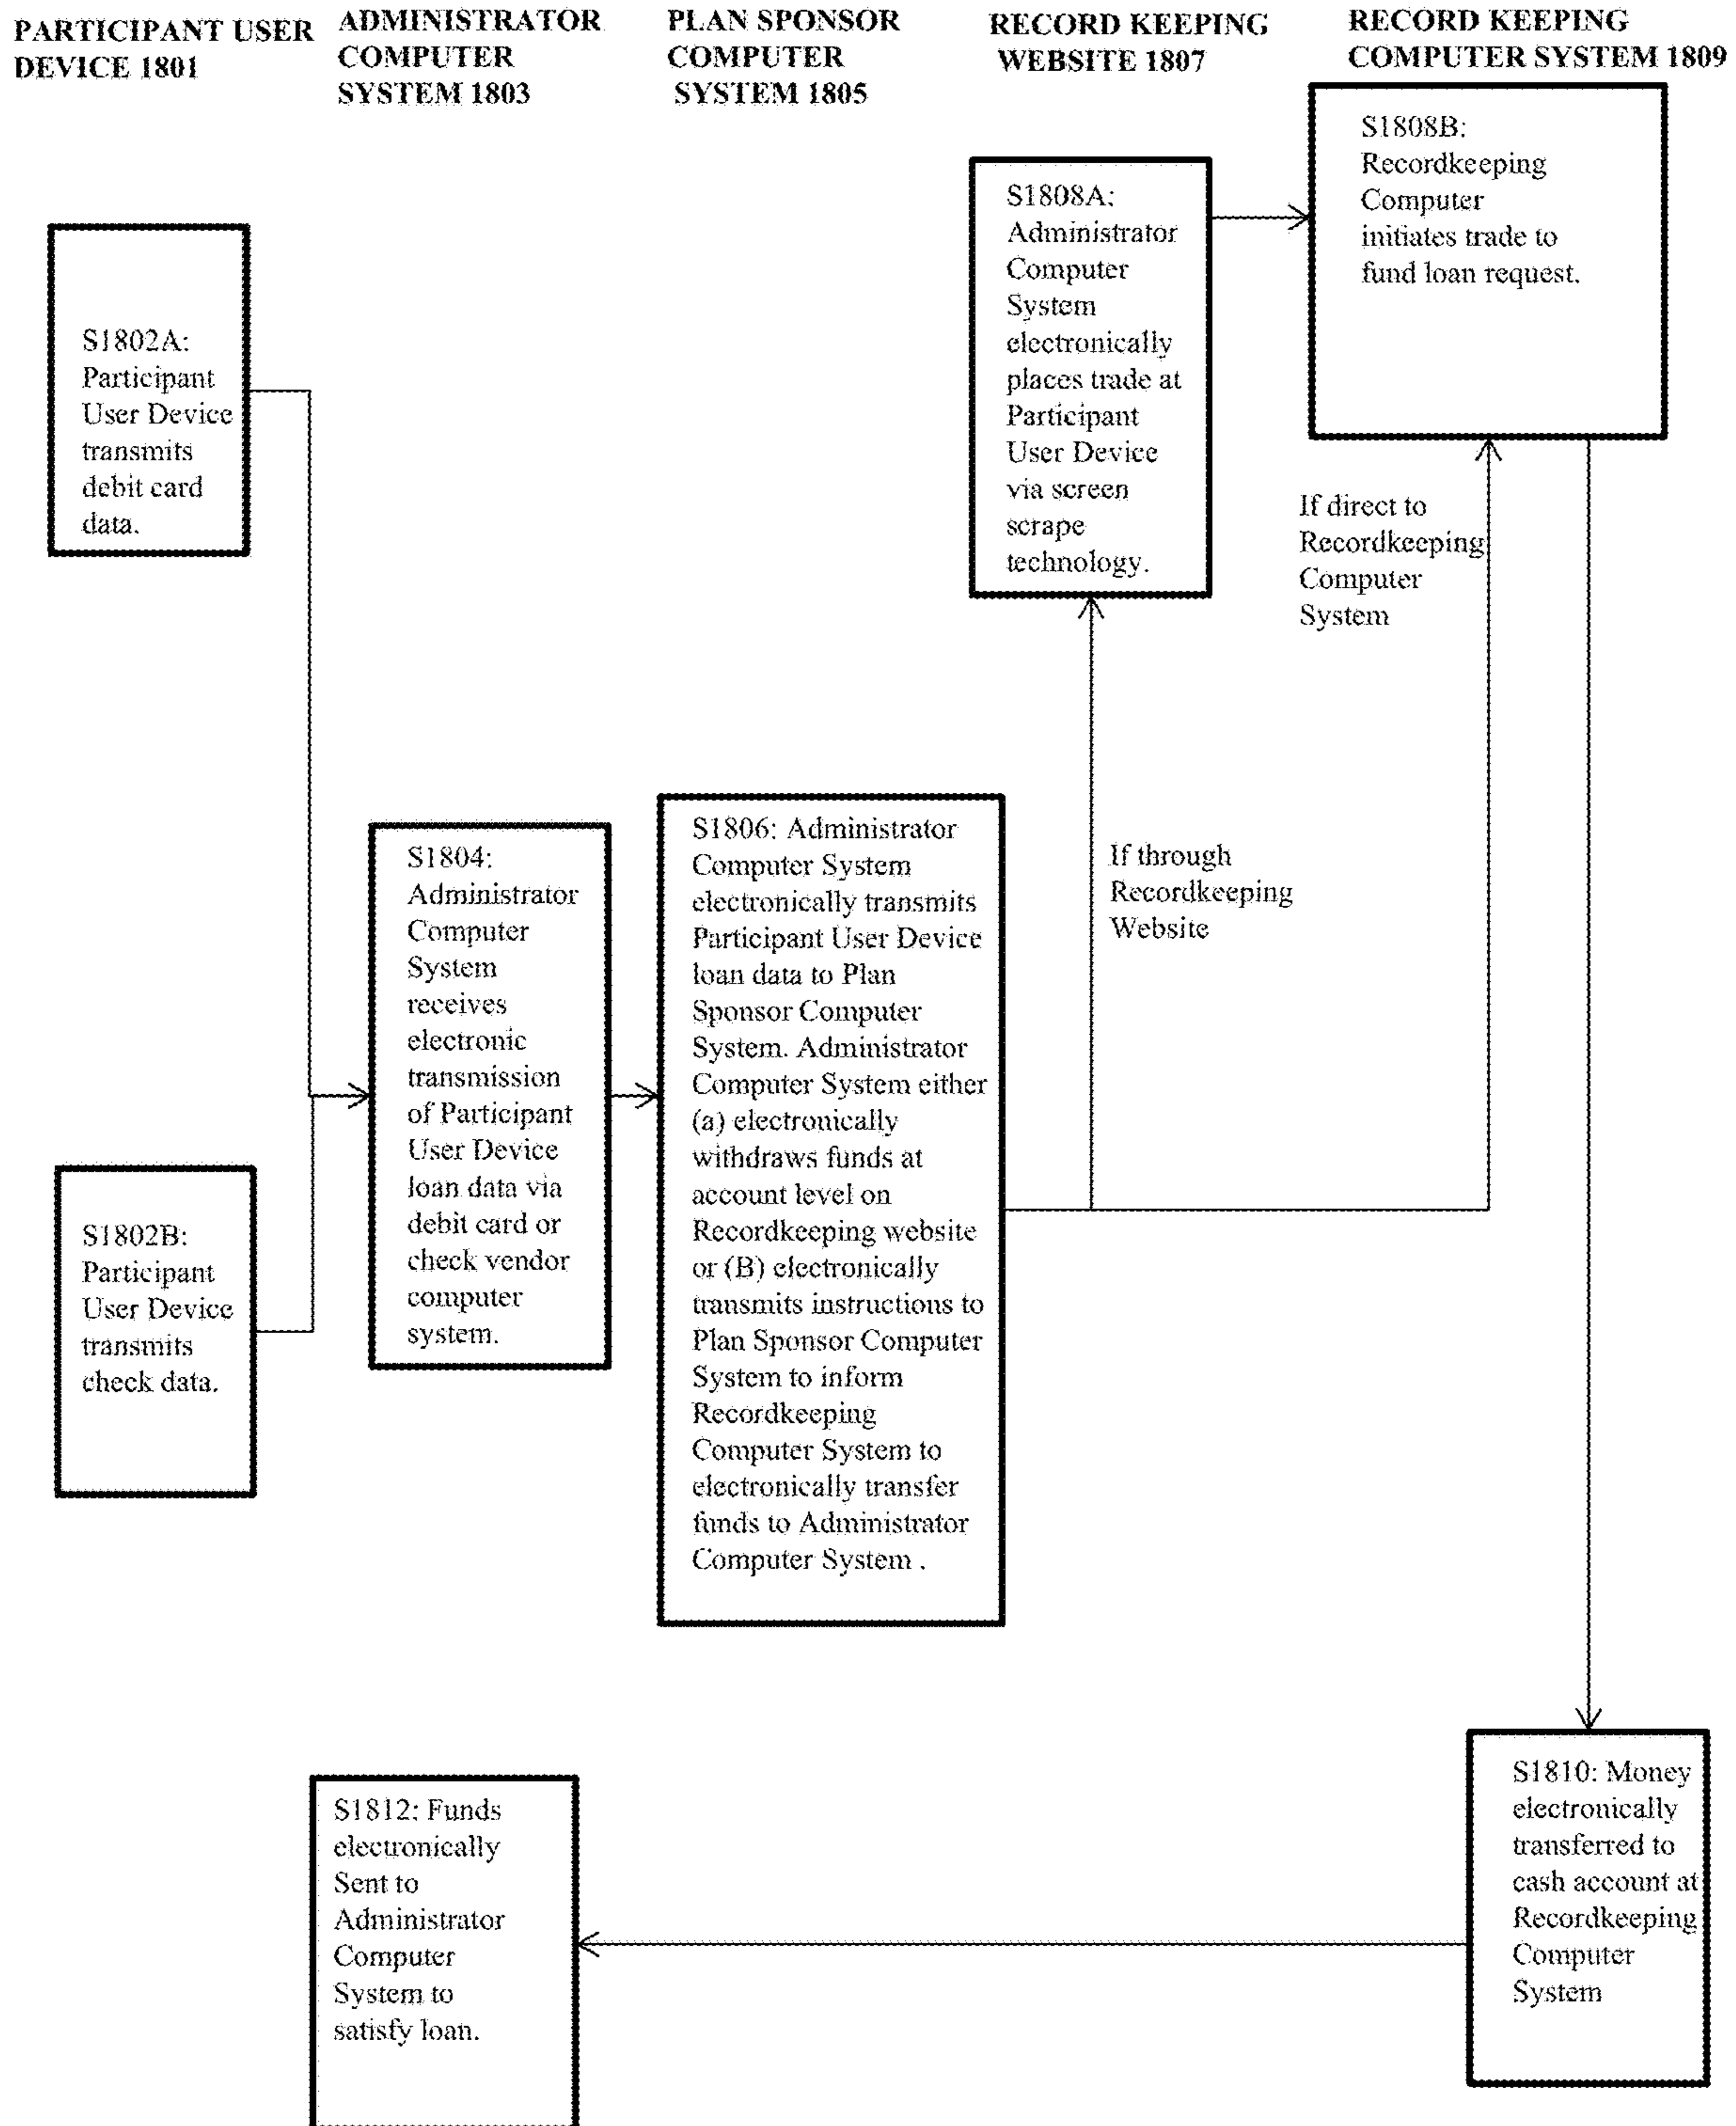 PARTICIPANT USER
DEVICE 1801
ADMINISTRATOR
COMPUTER
SYSTEM 1803
PLAN SPONSOR
COMPUTER
SYSTEM 1805
RECORD KEEPING
WEBSITE 1807
RECORD KEEPING
COMPUTER SYSTEM 1809
S1802A:
Participant
User Device
transmits
debit card
data.
S1802B:
Participant
User Device
transmits
check data.
S1804:
Administrator
Computer
System
receives
electronic
transmission
of Participant
User Device
loan data via
debit card or
check vendor
computer
system.
S1806: Administrator
Computer System
electronically transmits
Participant User Device
loan data to Plan
Sponsor Computer
System. Administrator
Computer System either
(a) electronically
withdraws funds at
account level on
Recordkeeping website
or (B) electronically
transmits instructions to
Plan Sponsor Computer
System to inform
Recordkeeping
Computer System to
electronically transfer
funds to Administrator
Computer System .
If through
Recordkeeping
Website
S1808A:
Administrator
Computer
System
electronically
places trade at
Participant
User Device
via screen
scrape
technology.
If direct to
Recordkeeping
Computer
System
S1808B:
Recordkeeping
Computer
initiates trade to
fund loan request.
S1810: Money
electronically
transferred to
cash account at
Recordkeeping
Computer
System
S1812: Funds
electronically
Sent to
Administrator
Computer
System to
satisfy loan.